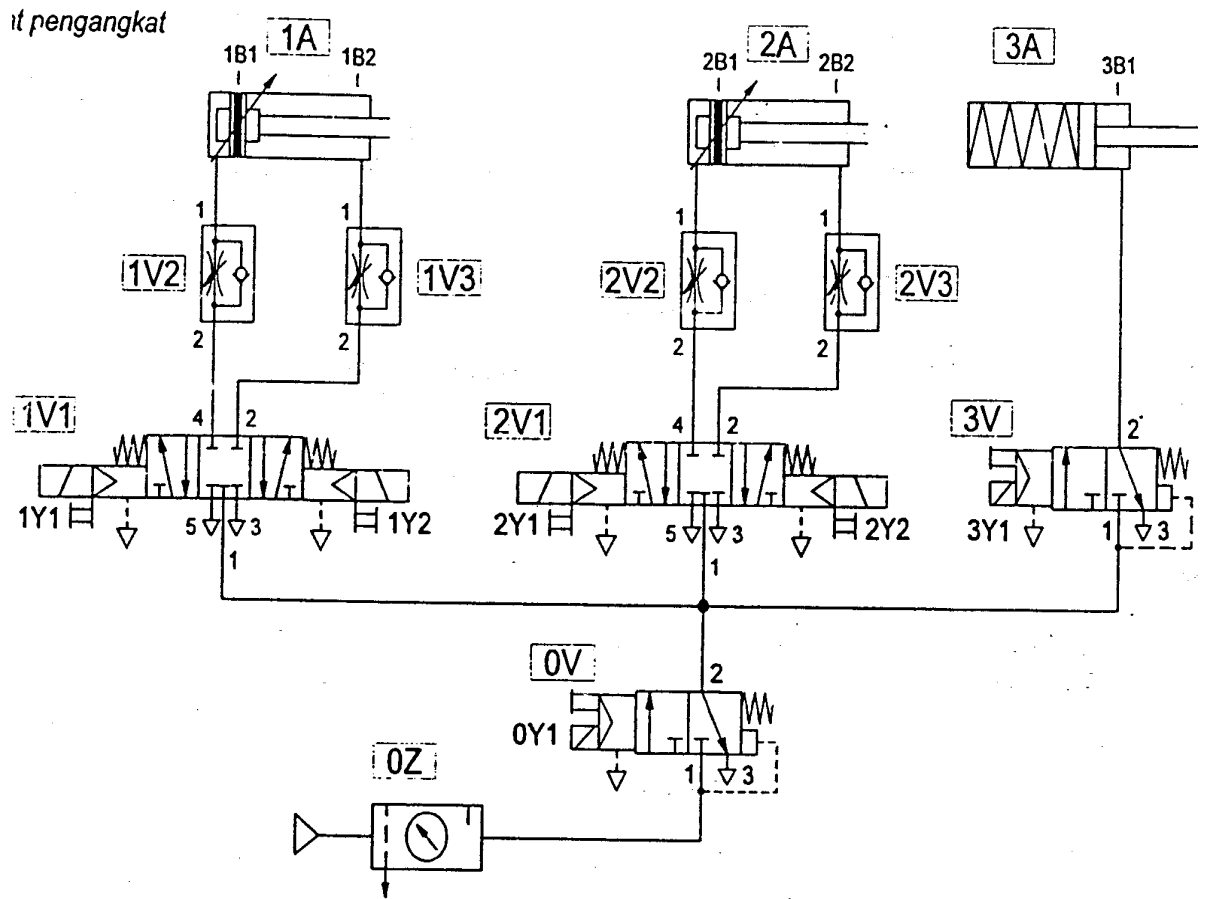 pengangkat
1A 2A 3A
1B1 1B2 2B1 2B2 3B1
1 1 1 1
1V2 1V3 2V2 2V3
2 2 2 2
1V1 4 2 2V1 4 2 3V 2
1Y1 5 3 1Y2 2Y1 5 3 2Y2 3Y1 1 3
1 1
0V 2
0Y1
0Z 1 3